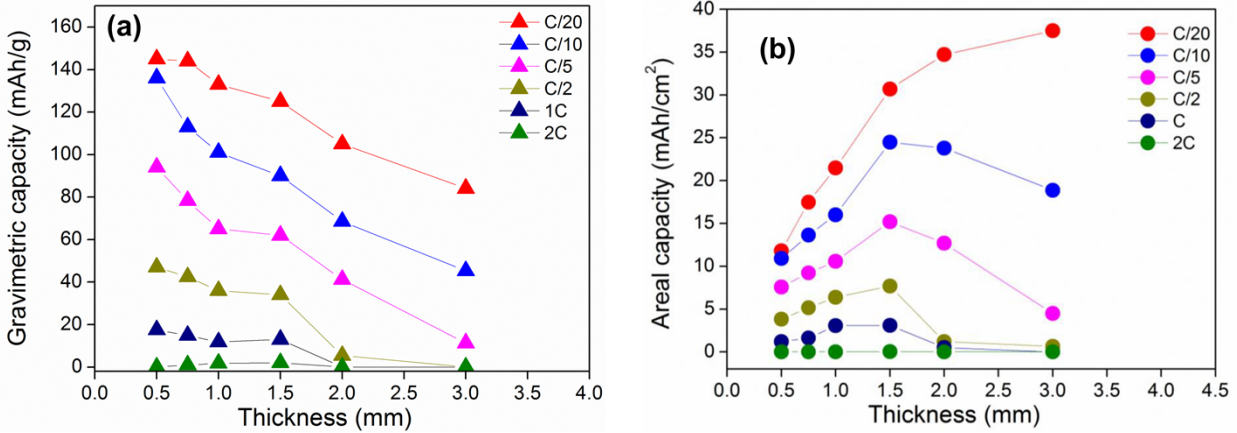 (a)
Gravimetric capacity (mAh/g)
160
140
120
100
80
60
40
20
0
C/20
C/10
C/5
C/2
1C
2C
0.0 0.5 1.0 1.5 2.0 2.5 3.0 3.5 4.0
Thickness (mm)
(b)
Areal capacity (mAh/cm²)
40
35
30
25
20
15
10
5
0
C/20
C/10
C/5
C/2
C
2C
0.0 0.5 1.0 1.5 2.0 2.5 3.0 3.5 4.0 4.5
Thickness (mm)